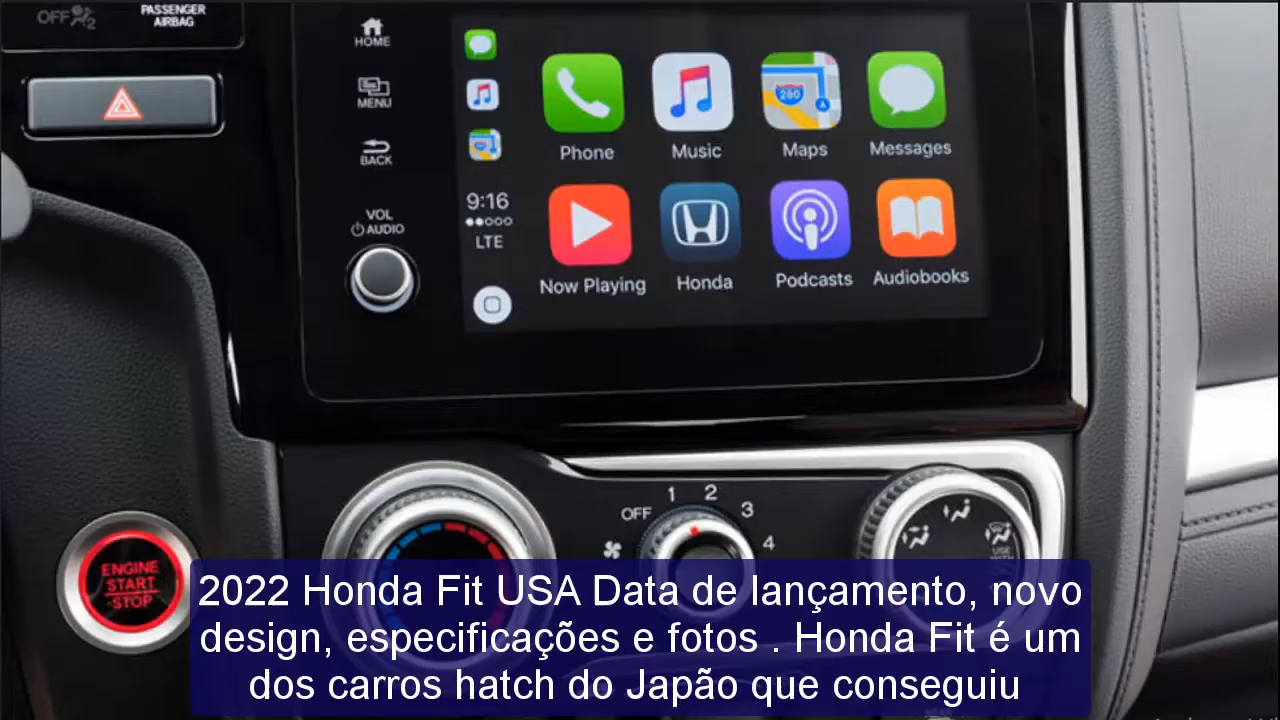 OFF 2
PASSENGER
AIRBAG
HOME
MENU
BACK
VOL
AUDIO
9:16
LTE
Phone
Music
Maps
Messages
280
Now Playing
Honda
Podcasts
Audiobooks
OFF 1 2 3 4
ENGINE
START
STOP
2022 Honda Fit USA Data de lançamento, novo
design, especificações e fotos . Honda Fit é um
dos carros hatch do Japão que conseguiu